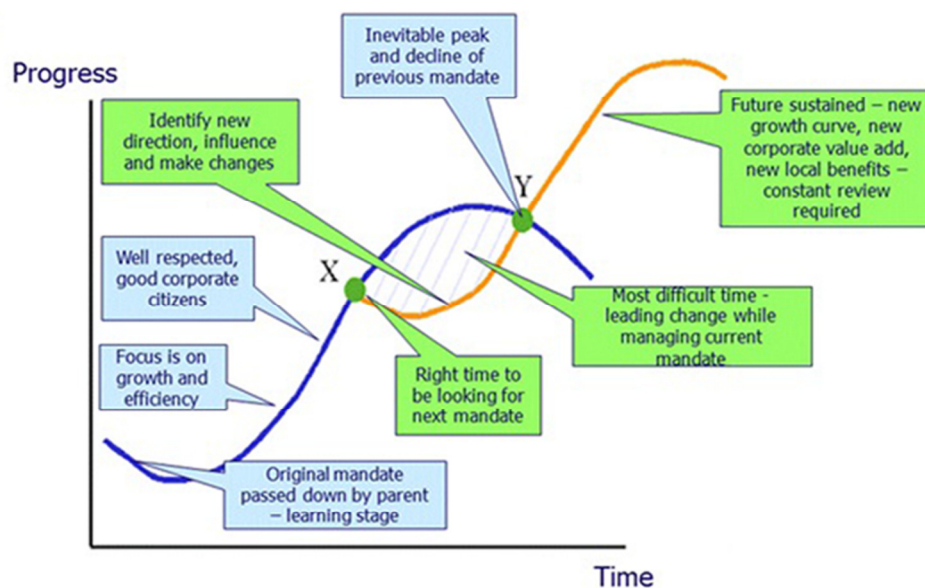 Progress
Inevitable peak
and decline of
previous mandate
Identify new
direction, influence
and make changes
Future sustained – new
growth curve, new
corporate value add,
new local benefits –
constant review
required
Y
Well respected,
good corporate
citizens
X
Most difficult time -
leading change while
managing current
mandate
Focus is on
growth and
efficiency
Right time to
be looking for
next mandate
Original mandate
passed down by parent
– learning stage
Time